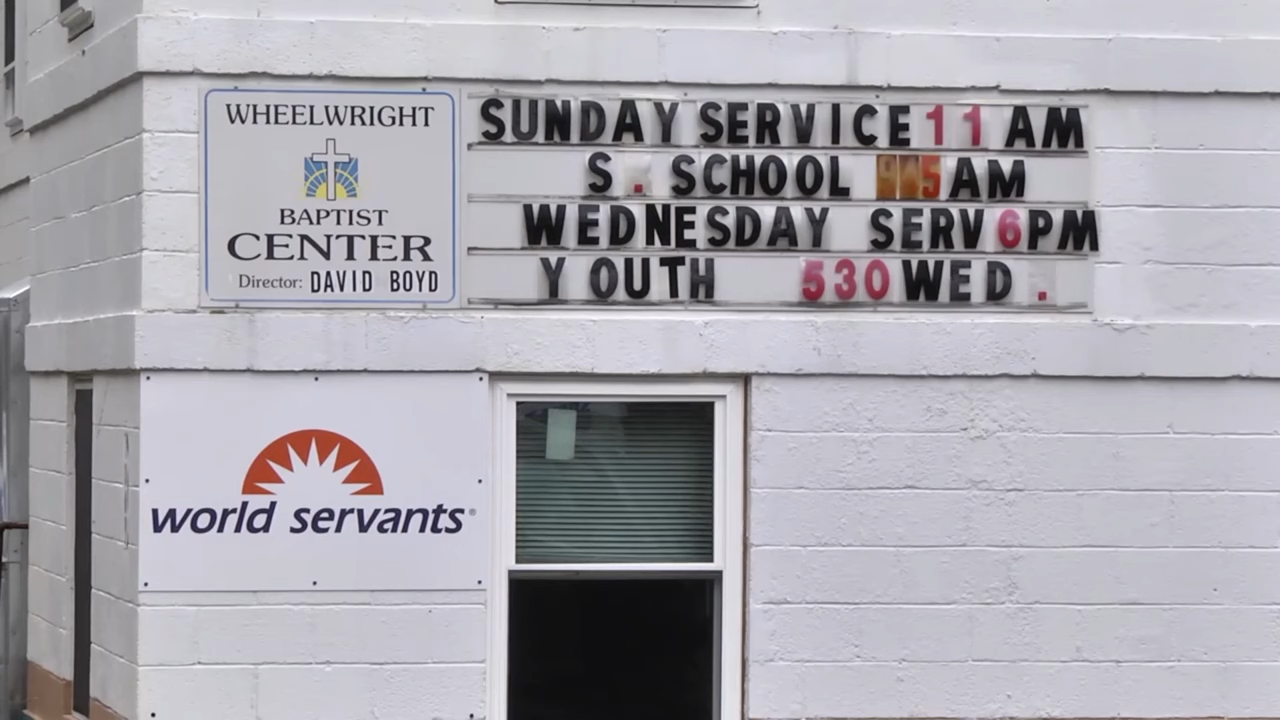 WHEELWRIGHT
BAPTIST
CENTER
Director: DAVID BOYD
SUNDAY SERVICE 11 AM
S. SCHOOL AM
WEDNESDAY SERV 6PM
YOUTH 530 WED.
world servants®